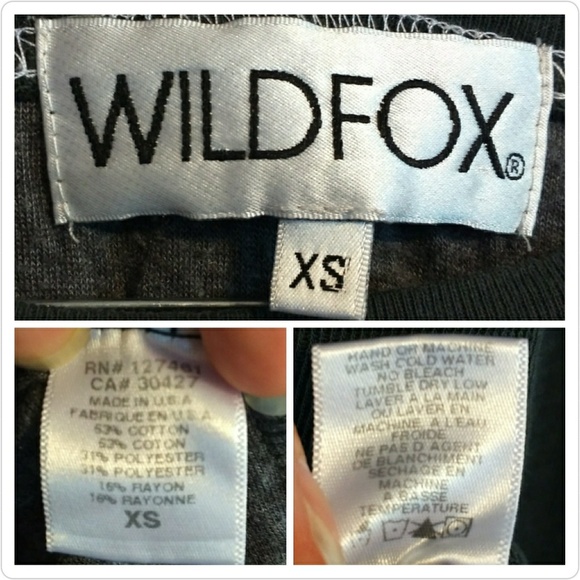 WILDFOX®
XS
RN# 127461
CA# 30427
MADE IN U.S.A
FABRIQUE EN U.S.A
53% COTTON
53% COTON
31% POLYESTER
31% POLYESTER
16% RAYON
16% RAYONNE
XS
HAND OR MACHINE
WASH COLD WATER
NO BLEACH
TUMBLE DRY LOW
LAVER A LA MAIN
OU LAVER EN
MACHINE A L'EAU
FROIDE
NE PAS D'AGENT
DE BLANCHIMENT
SECHAGE EN
MACHINE
A BASSE
TEMPERATURE